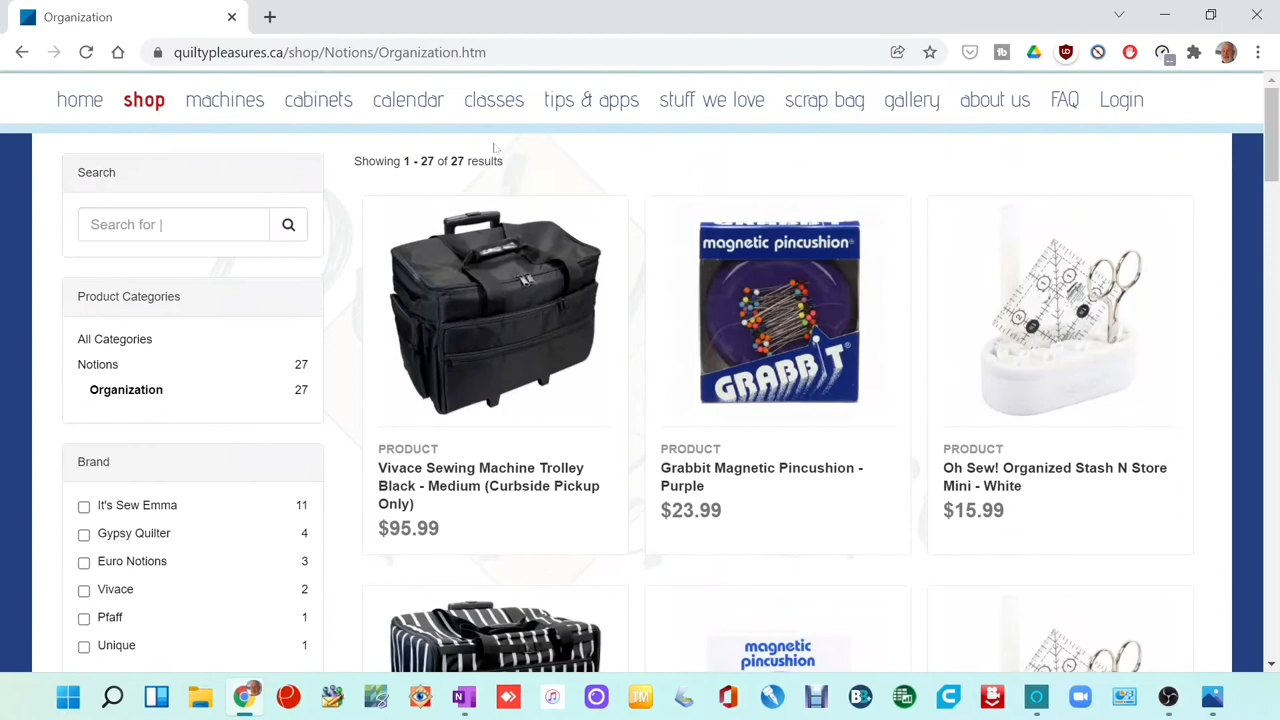 Organization
quiltypleasures.ca/shop/Notions/Organization.htm
home shop machines cabinets calendar classes tips & apps stuff we love scrap bag gallery about us FAQ Login
Search
Search for |
Product Categories
All Categories
Notions 27
Organization 27
Brand
It's Sew Emma 11
Gypsy Quilter 4
Euro Notions 3
Vivace 2
Pfaff 1
Unique 1
Showing 1 - 27 of 27 results
PRODUCT
Vivace Sewing Machine Trolley
Black - Medium (Curbside Pickup
Only)
$95.99
magnetic pincushion®
GRABBIT
PRODUCT
Grabbit Magnetic Pincushion -
Purple
$23.99
PRODUCT
Oh Sew! Organized Stash N Store
Mini - White
$15.99
magnetic
pincushion